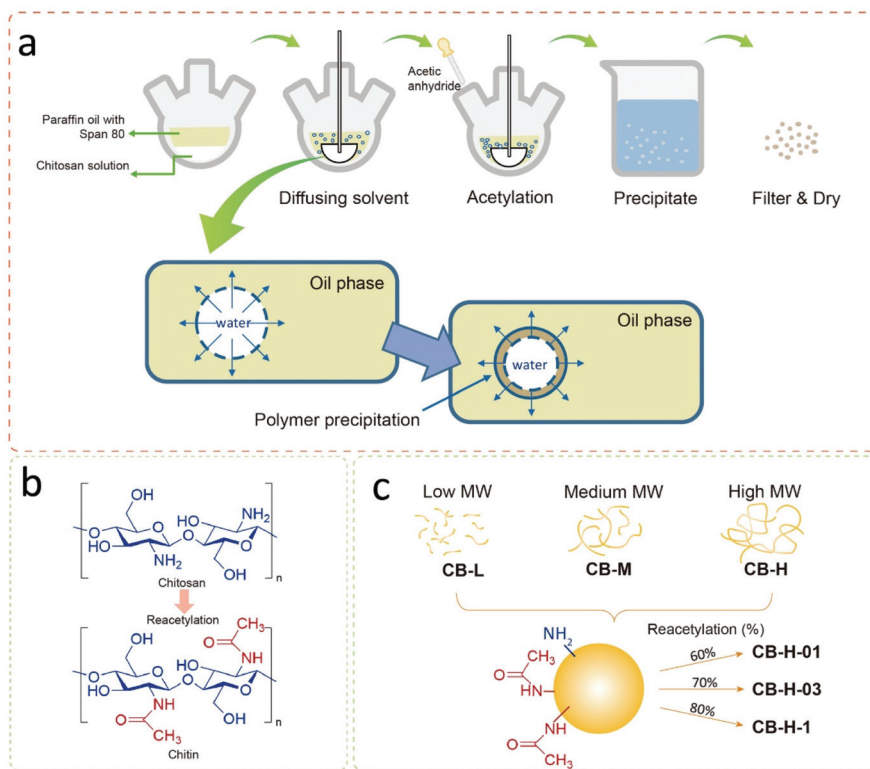 a
Paraffin oil with
Span 80
Chitosan solution
Acetic
anhydride
Diffusing solvent
Acetylation
Precipitate
Filter & Dry
Oil phase
water
Oil phase
water
Polymer precipitation
b
OH
HO
NH2
O
O
HO
NH2
O
OH
n
Chitosan
Reacetylation
CH3
O
OH
HO
NH
O
O
HO
NH
O
OH
n
O
CH3
Chitin
c
Low MW
Medium MW
High MW
CB-L
CB-M
CB-H
NH2
Reacetylation (%)
CH3
O
HN
NH
O
CH3
60%
CB-H-01
70%
CB-H-03
80%
CB-H-1